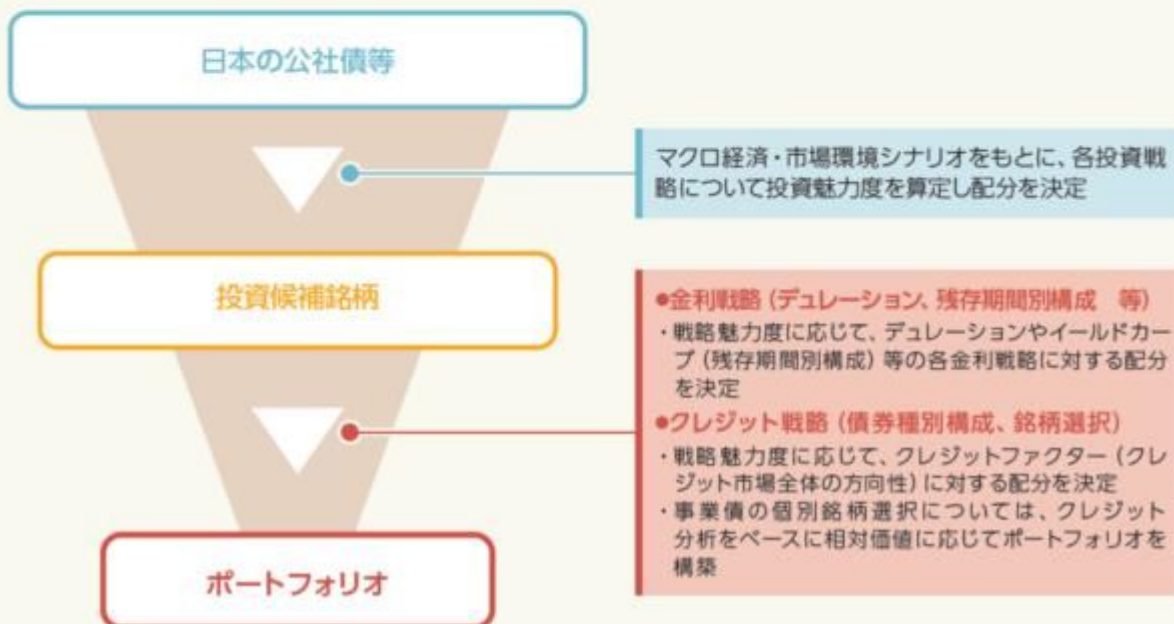 日本の公社債等
マクロ経済・市場環境シナリオをもとに、各投資戦
略について投資魅力度を算定し配分を決定
投資候補銘柄
●金利戦略（デュレーション、残存期間別構成　等）
・戦略魅力度に応じて、デュレーションやイールドカー
ブ（残存期間別構成）等の各金利戦略に対する配分
を決定
●クレジット戦略（債券種別構成、銘柄選択）
・戦略魅力度に応じて、クレジットファクター（クレ
ジット市場全体の方向性）に対する配分を決定
・事業債の個別銘柄選択については、クレジット
分析をベースに相対価値に応じてポートフォリオを
構築
ポートフォリオ